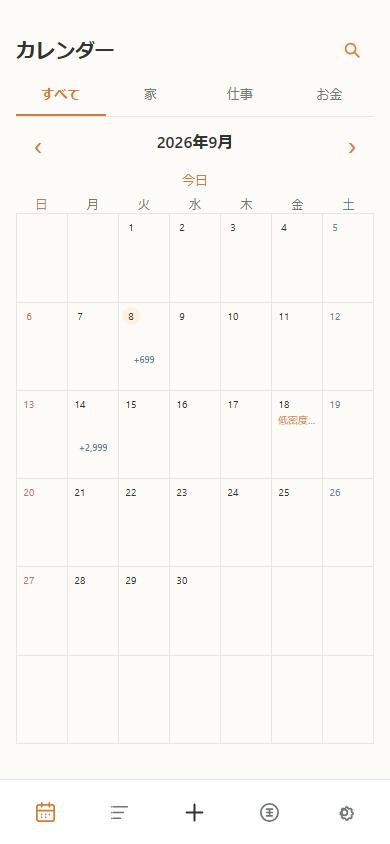 カレンダー
すべて 家 仕事 お金
‹ 2026年9月 ›
今日
日 月 火 水 木 金 土
1 2 3 4 5
6 7 8 9 10 11 12
+699
13 14 15 16 17 18 19
低密度...
+2,999
20 21 22 23 24 25 26
27 28 29 30